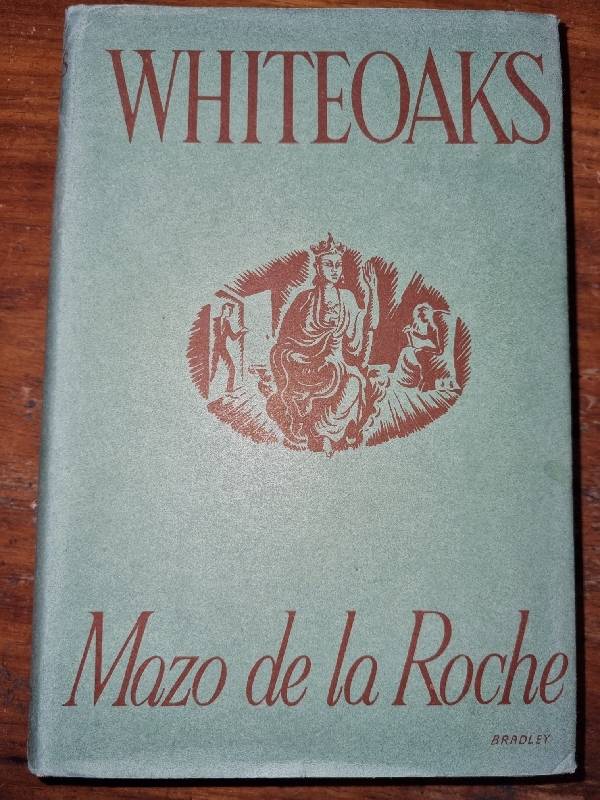 WHITEOAKS
Mazo de la Roche
BRADLEY